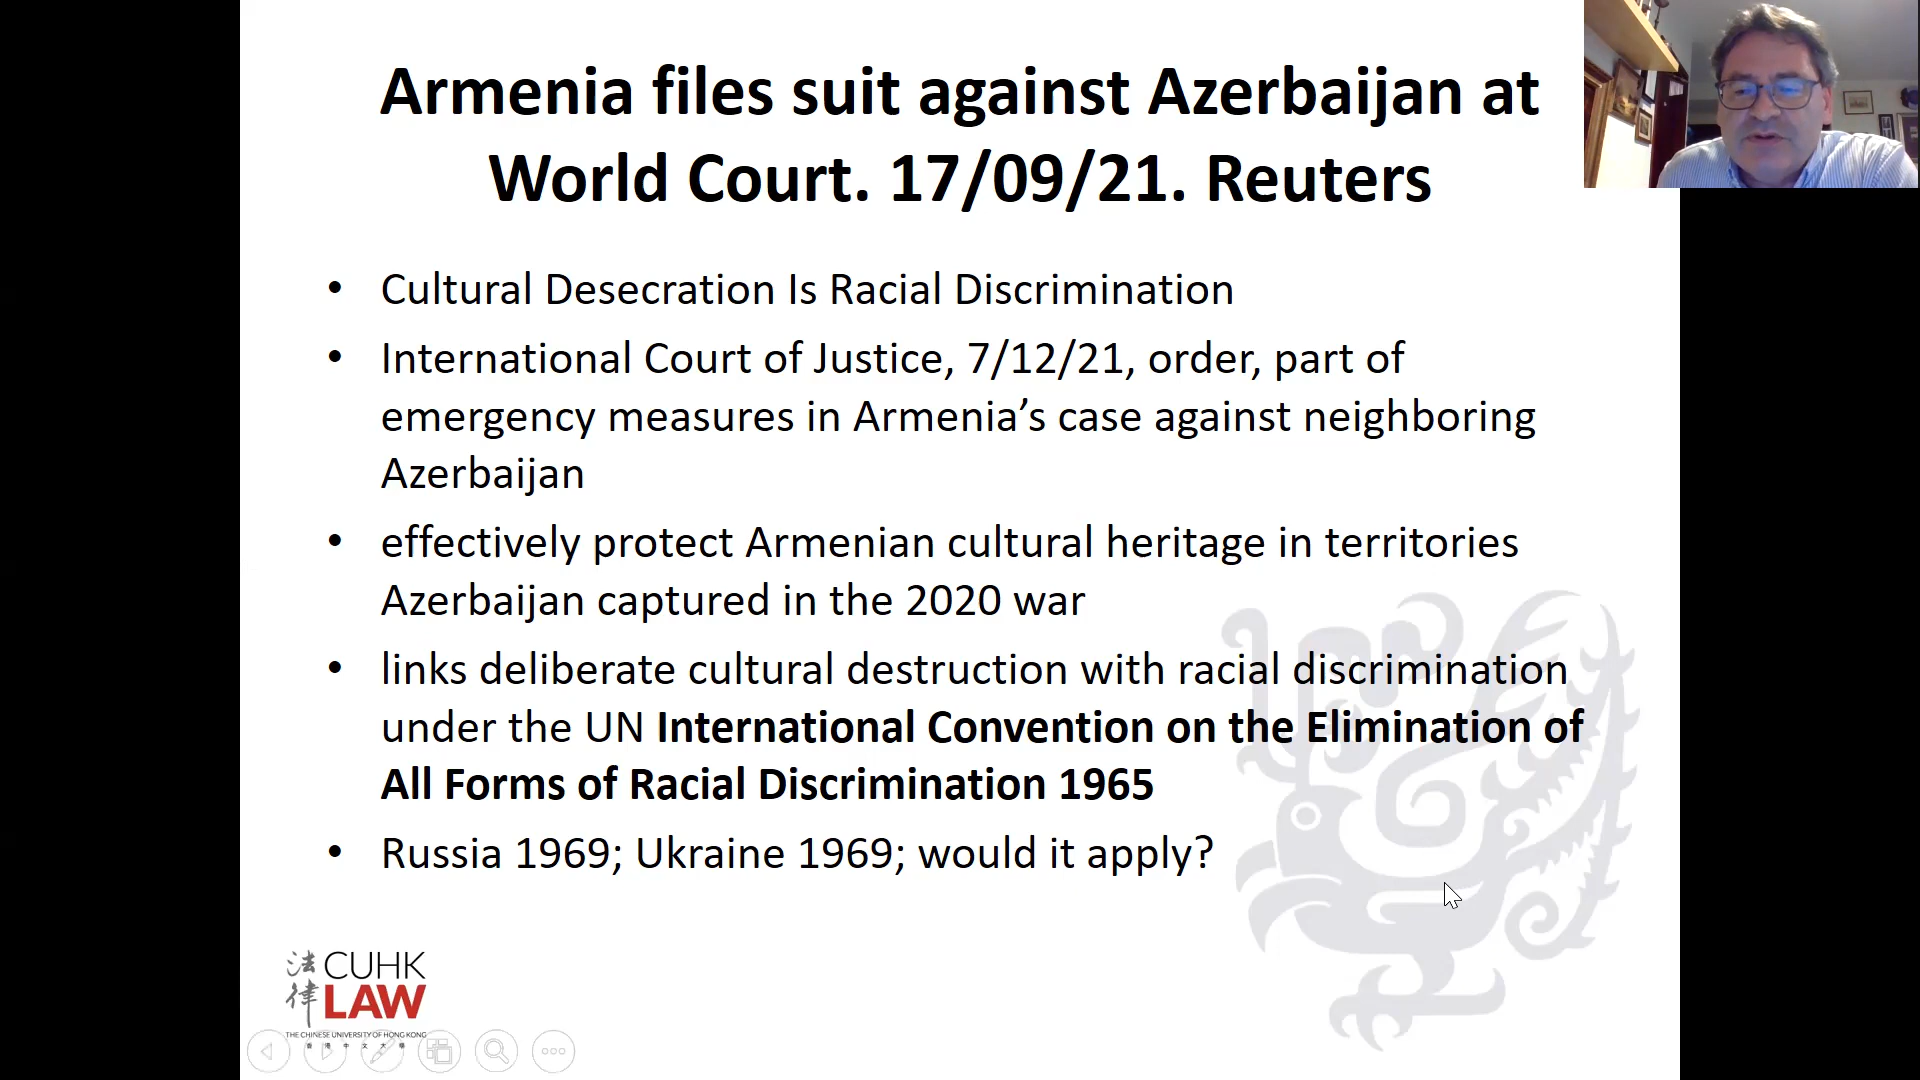 Armenia files suit against Azerbaijan at
World Court. 17/09/21. Reuters
• Cultural Desecration Is Racial Discrimination
• International Court of Justice, 7/12/21, order, part of
emergency measures in Armenia’s case against neighboring
Azerbaijan
• effectively protect Armenian cultural heritage in territories
Azerbaijan captured in the 2020 war
• links deliberate cultural destruction with racial discrimination
under the UN International Convention on the Elimination of
All Forms of Racial Discrimination 1965
• Russia 1969; Ukraine 1969; would it apply?
法律 CUHK
LAW
THE CHINESE UNIVERSITY OF HONG KONG
香港中文大學